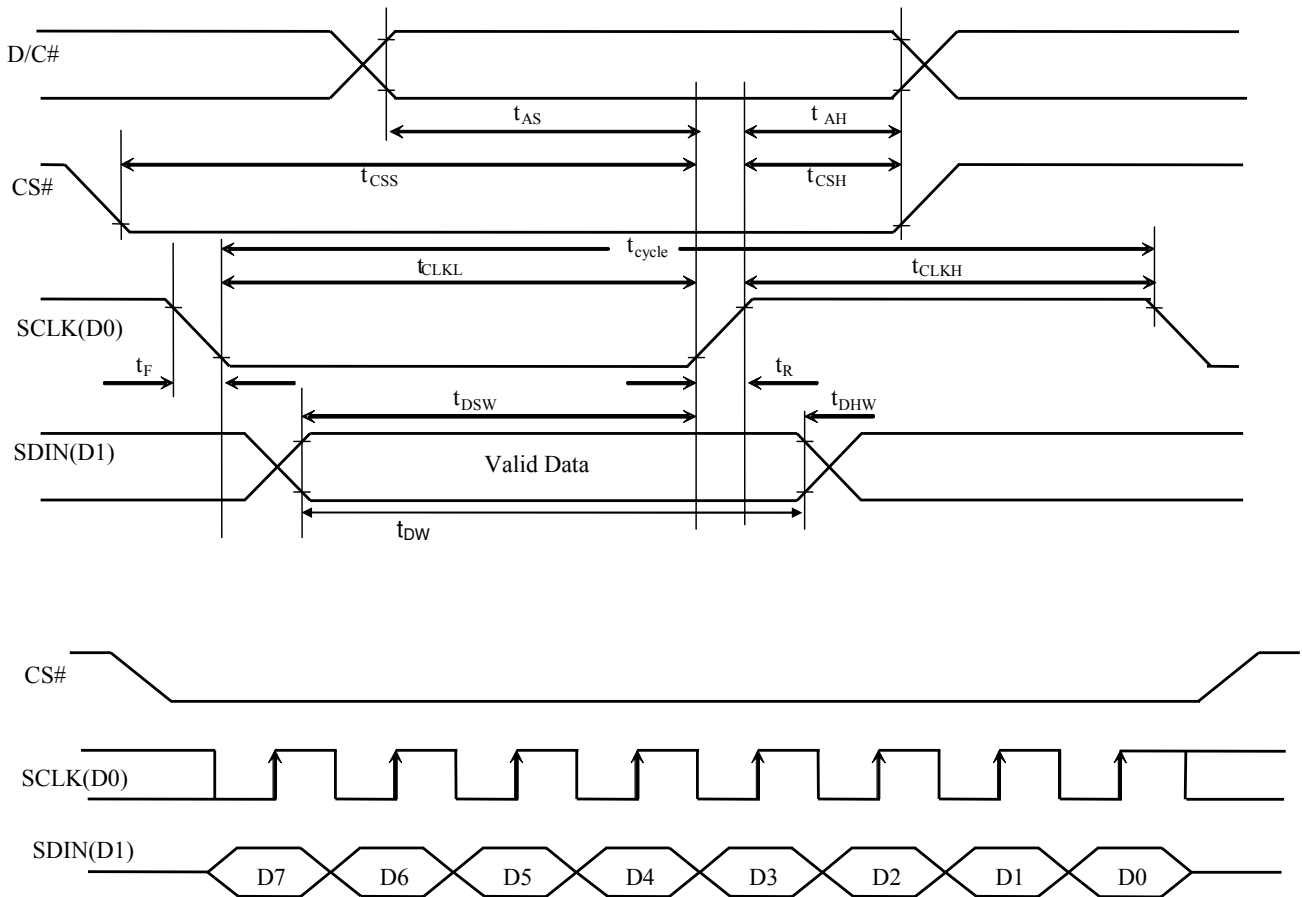 D/C#
tAS
t AH
CS#
tCSS
tCSH
tcycle
tCLKL
tCLKH
SCLK(D0)
tF
tR
tDSW
tDHW
SDIN(D1)
Valid Data
tDW
CS#
SCLK(D0)
SDIN(D1)
D7 D6 D5 D4 D3 D2 D1 D0